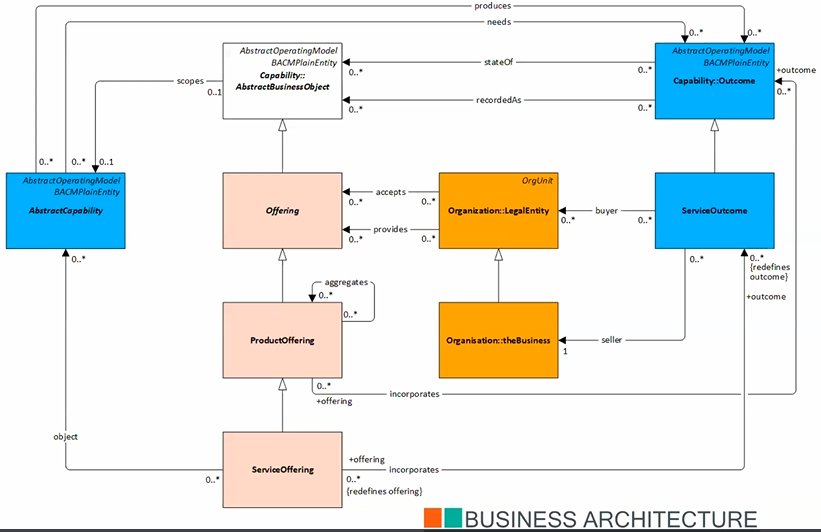 produces
needs
0..*
0..*
AbstractOperatingModel
BACMPlainEntity
Capability::
AbstractBusinessObject
AbstractOperatingModel
BACMPlainEntity
Capability::Outcome
stateOf
0..*
0..*
+outcome
0..*
scopes
0..1
recordedAs
0..*
0..*
0..*
0..*
0..1
AbstractOperatingModel
BACMPlainEntity
AbstractCapability
0..*
Offering
accepts
0..*
0..*
provides
0..*
0..*
OrgUnit
Organization::LegalEntity
buyer
0..*
0..*
ServiceOutcome
0..*
0..*
{redefines
outcome}
+outcome
aggregates
0..*
0..*
ProductOffering
Organisation::theBusiness
seller
1
0..*
+offering
incorporates
object
0..*
ServiceOffering
+offering
incorporates
0..*
{redefines offering}
BUSINESS ARCHITECTURE